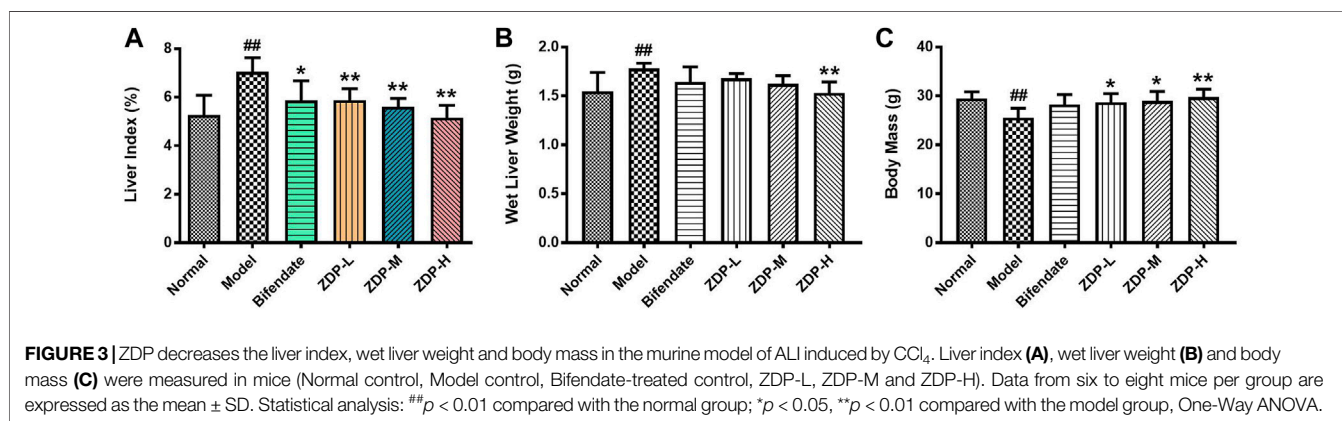 A
Liver Index (%)
8
6
4
2
0
##
*
**
**
**
Normal
Model
Bifendate
ZDP-L
ZDP-M
ZDP-H
B
Wet Liver Weight (g)
2.0
1.5
1.0
0.5
0.0
##
**
Normal
Model
Bifendate
ZDP-L
ZDP-M
ZDP-H
C
Body Mass (g)
40
30
20
10
0
##
*
*
**
Normal
Model
Bifendate
ZDP-L
ZDP-M
ZDP-H
FIGURE 3 | ZDP decreases the liver index, wet liver weight and body mass in the murine model of ALI induced by CCl₄. Liver index (A), wet liver weight (B) and body
mass (C) were measured in mice (Normal control, Model control, Bifendate-treated control, ZDP-L, ZDP-M and ZDP-H). Data from six to eight mice per group are
expressed as the mean ± SD. Statistical analysis: ##p < 0.01 compared with the normal group; *p < 0.05, **p < 0.01 compared with the model group, One-Way ANOVA.